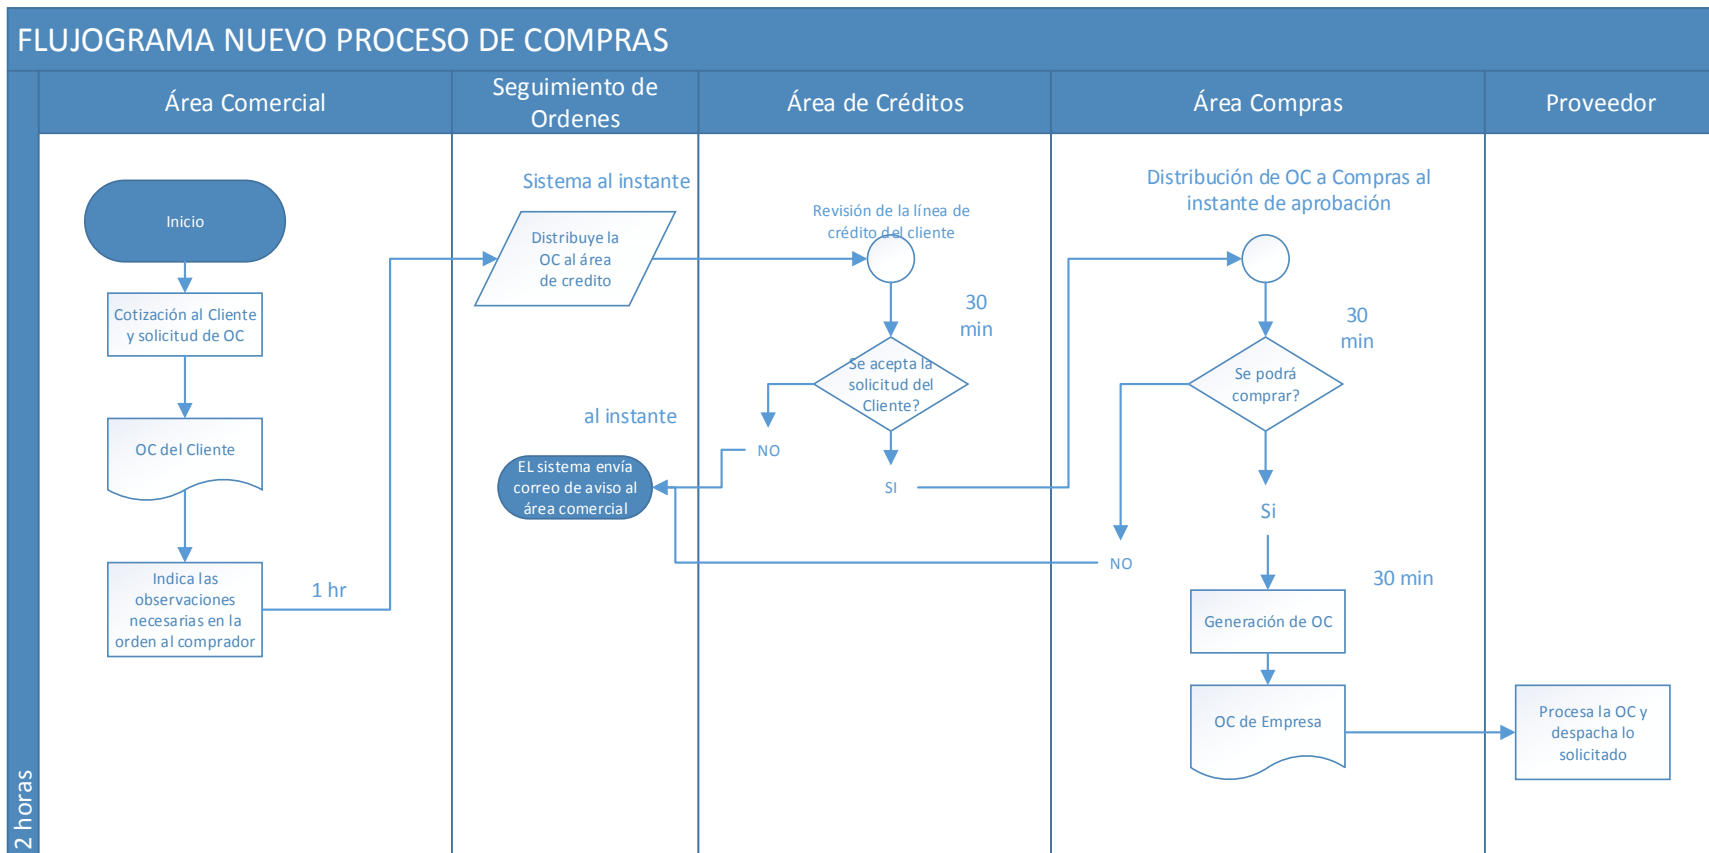 FLUJOGRAMA NUEVO PROCESO DE COMPRAS
2 horas
Área Comercial
Seguimiento de
Ordenes
Área de Créditos
Área Compras
Proveedor
Inicio
Cotización al Cliente
y solicitud de OC
OC del Cliente
Indica las
observaciones
necesarias en la
orden al comprador
1 hr
Sistema al instante
Distribuye la
OC al área
de credito
al instante
EL sistema envía
correo de aviso al
área comercial
Revisión de la línea de
crédito del cliente
30
min
Se acepta la
solicitud del
Cliente?
NO
SI
Distribución de OC a Compras al
instante de aprobación
30
min
Se podrá
comprar?
NO
Si
30 min
Generación de OC
OC de Empresa
Procesa la OC y
despacha lo
solicitado